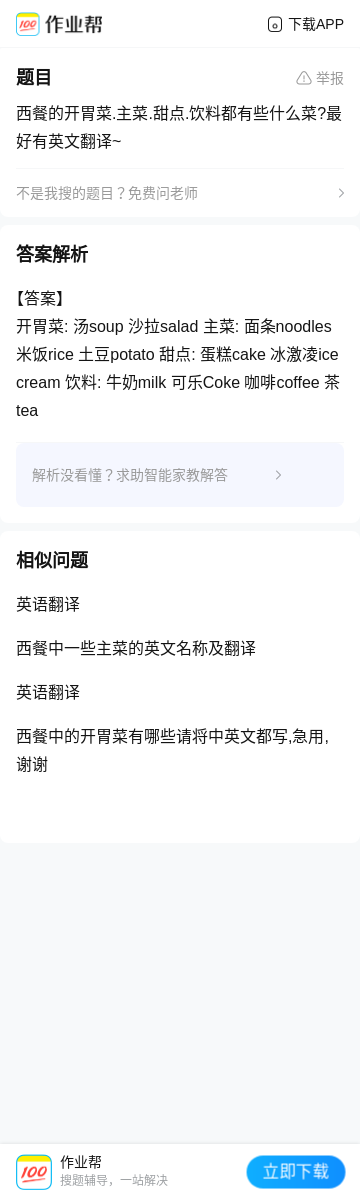 作业帮
下载APP
题目
举报
西餐的开胃菜.主菜.甜点.饮料都有些什么菜?最
好有英文翻译~
不是我搜的题目？免费问老师
答案解析
【答案】
开胃菜: 汤soup 沙拉salad 主菜: 面条noodles
米饭rice 土豆potato 甜点: 蛋糕cake 冰激凌ice
cream 饮料: 牛奶milk 可乐Coke 咖啡coffee 茶
tea
解析没看懂？求助智能家教解答
相似问题
英语翻译
西餐中一些主菜的英文名称及翻译
英语翻译
西餐中的开胃菜有哪些请将中英文都写,急用,
谢谢
100
作业帮
搜题辅导，一站解决
立即下载